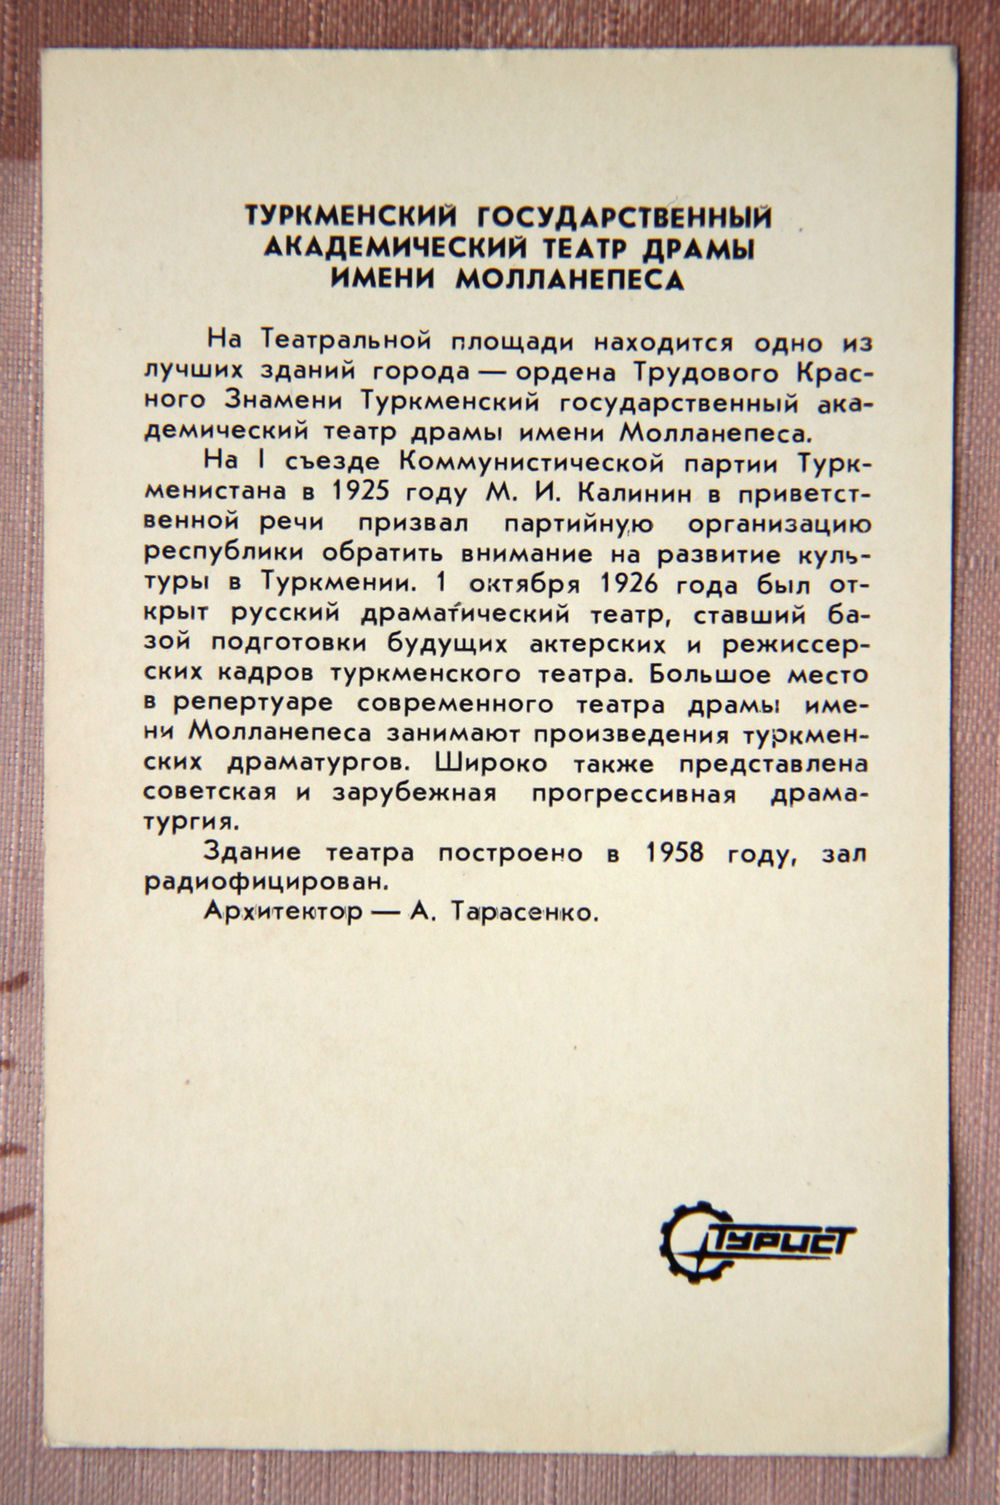 ТУРКМЕНСКИЙ ГОСУДАРСТВЕННЫЙ
АКАДЕМИЧЕСКИЙ ТЕАТР ДРАМЫ
ИМЕНИ МОЛЛАНЕПЕСА
На Театральной площади находится одно из
лучших зданий города — ордена Трудового Крас-
ного Знамени Туркменский государственный ака-
демический театр драмы имени Молланепеса.
На I съезде Коммунистической партии Турк-
менистана в 1925 году М. И. Калинин в приветст-
венной речи призвал партийную организацию
республики обратить внимание на развитие куль-
туры в Туркмении. 1 октября 1926 года был от-
крыт русский драматический театр, ставший ба-
зой подготовки будущих актерских и режиссер-
ских кадров туркменского театра. Большое место
в репертуаре современного театра драмы име-
ни Молланепеса занимают произведения туркмен-
ских драматургов. Широко также представлена
советская и зарубежная прогрессивная драма-
тургия.
Здание театра построено в 1958 году, зал
радиофицирован.
Архитектор — А. Тарасенко.
ТУРИСТ